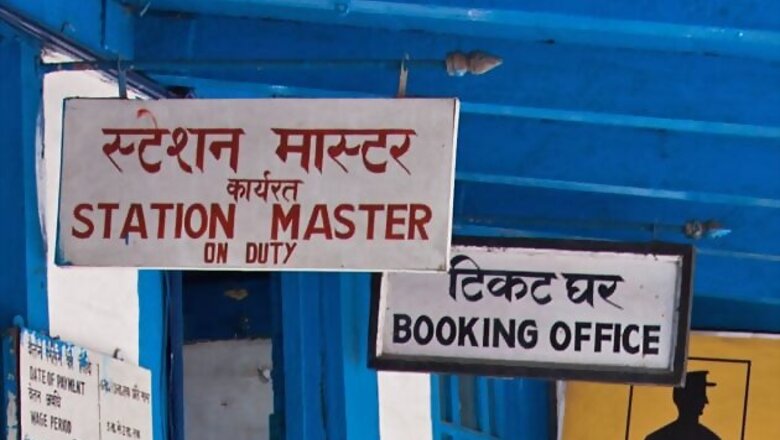 स्टेशन मास्टर
कार्यरत
STATION MASTER
ON DUTY
टिकट घर
BOOKING OFFICE
DATE OF PAYMENT
WAGE PERIOD